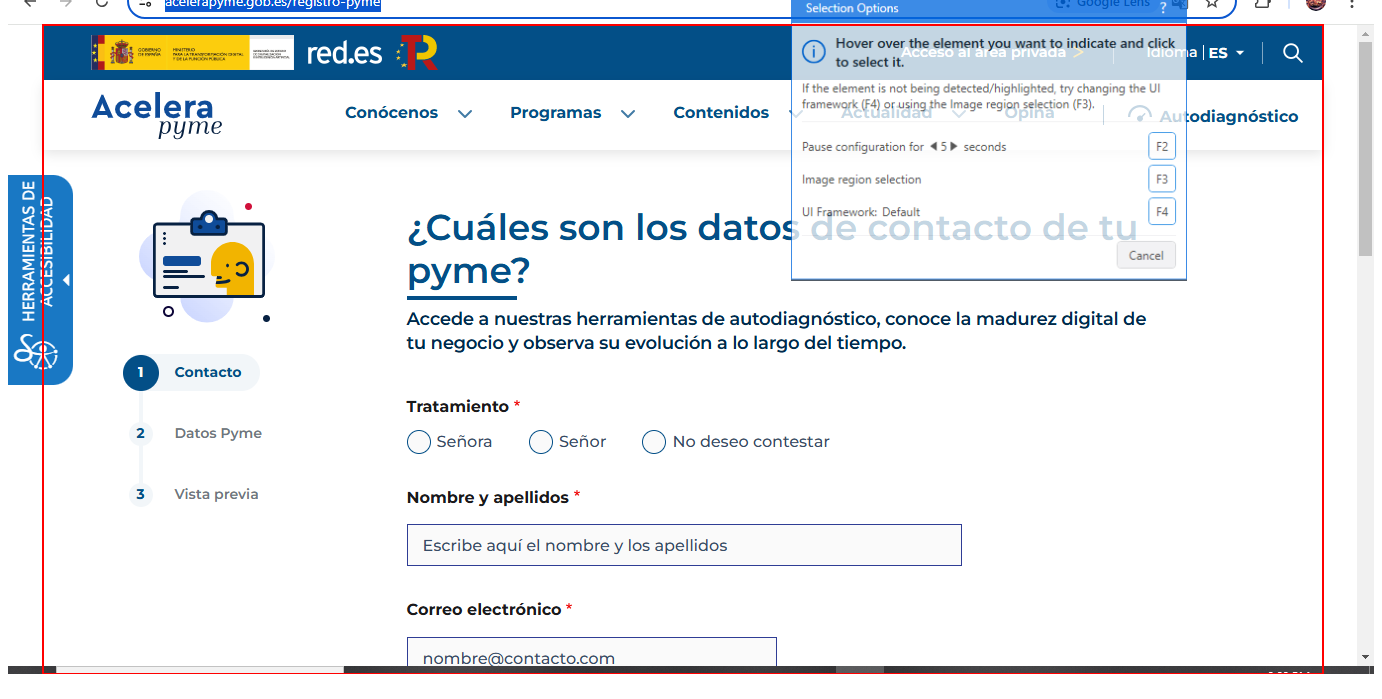 acelerapyme.gob.es/registro-pyme
Google Lens
Selection Options
?
GOBIERNO DE ESPAÑA
MINISTERIO PARA LA TRANSFORMACIÓN DIGITAL Y DE LA FUNCIÓN PÚBLICA
red.es
TR
Acceso al área privada >
Idioma
ES
Hover over the element you want to indicate and click
to select it.
If the element is not being detected/highlighted, try changing the UI
framework (F4) or using the Image region selection (F3).
Pause configuration for 5 seconds
F2
Image region selection
F3
UI Framework: Default
F4
Cancel
Acelera
pyme
Conócenos
Programas
Contenidos
Actualidad
Opina
Autodiagnóstico
HERRAMIENTAS DE
ACCESIBILIDAD
¿Cuáles son los datos de contacto de tu
pyme?
Accede a nuestras herramientas de autodiagnóstico, conoce la madurez digital de
tu negocio y observa su evolución a lo largo del tiempo.
1 Contacto
2 Datos Pyme
3 Vista previa
Tratamiento *
Señora
Señor
No deseo contestar
Nombre y apellidos *
Escribe aquí el nombre y los apellidos
Correo electrónico *
nombre@contacto.com